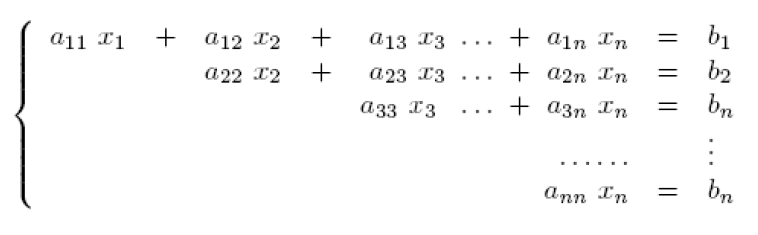 a₁₁ x₁ + a₁₂ x₂ + a₁₃ x₃ … + a₁ₙ xₙ = b₁
a₂₂ x₂ + a₂₃ x₃ … + a₂ₙ xₙ = b₂
a₃₃ x₃ … + a₃ₙ xₙ = bₙ
…… ⋮
aₙₙ xₙ = bₙ